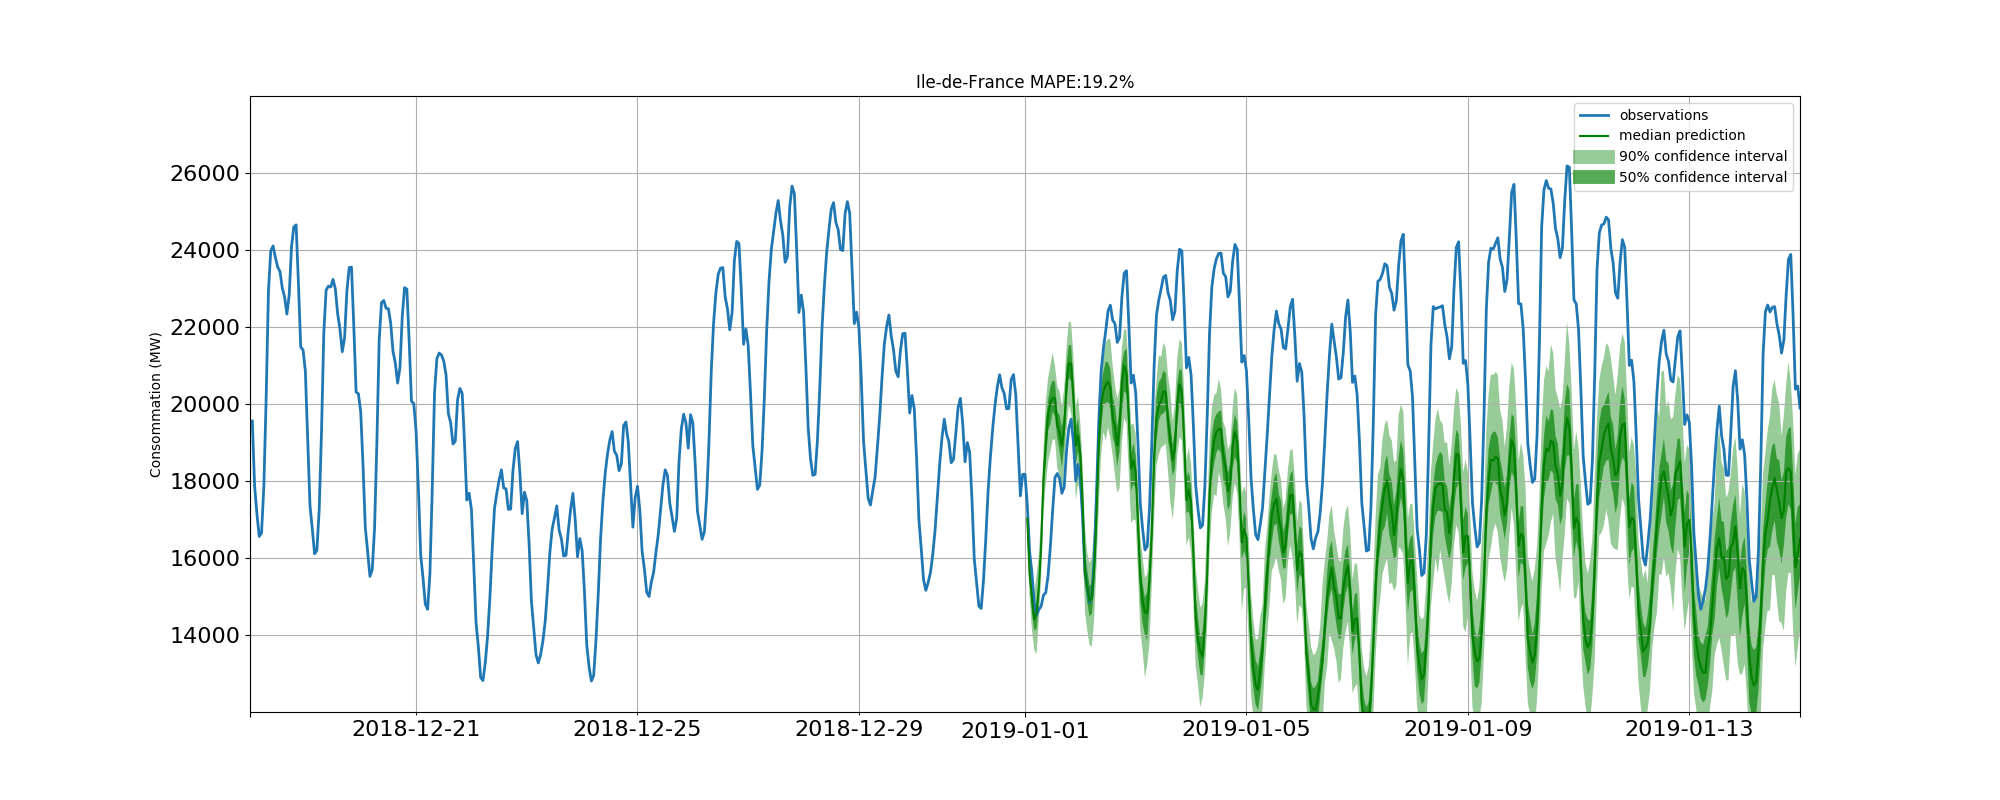 Ile-de-France MAPE:19.2%
observations
median prediction
90% confidence interval
50% confidence interval
Consommation (MW)
26000
24000
22000
20000
18000
16000
14000
2018-12-21 2018-12-25 2018-12-29 2019-01-01 2019-01-05 2019-01-09 2019-01-13